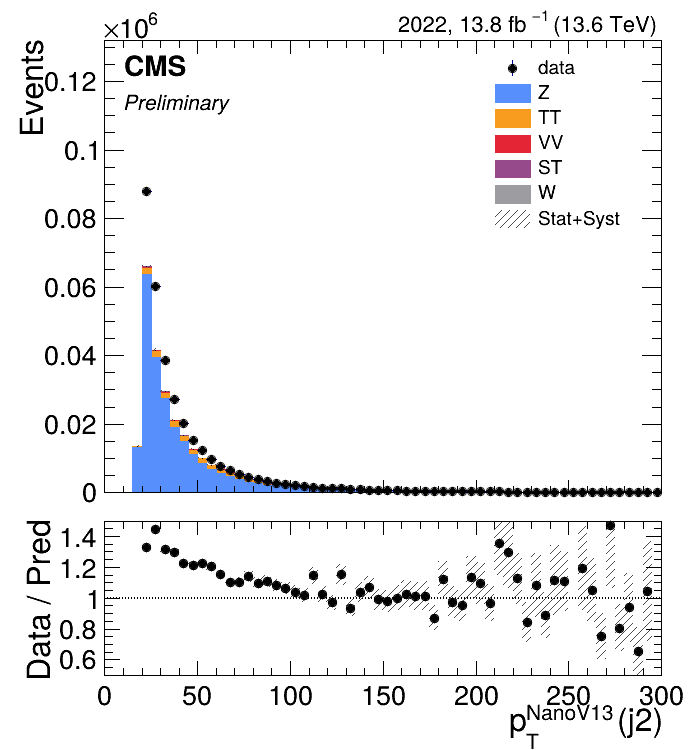 ×10⁶
2022, 13.8 fb⁻¹ (13.6 TeV)
CMS
Preliminary
Events
data
Z
TT
VV
ST
W
Stat+Syst
0.12
0.1
0.08
0.06
0.04
0.02
0
Data / Pred
1.4
1.2
1
0.8
0.6
0 50 100 150 200 250 300
p_T^NanoV13 (j2)